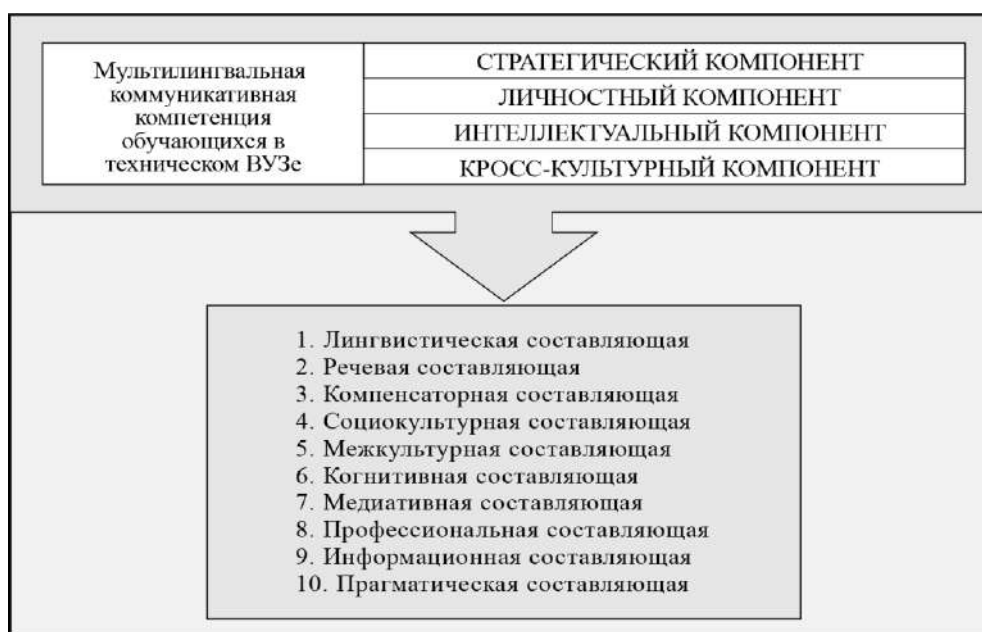 Мультилингвальная
коммуникативная
компетенция
обучающихся в
техническом ВУЗе
СТРАТЕГИЧЕСКИЙ КОМПОНЕНТ
ЛИЧНОСТНЫЙ КОМПОНЕНТ
ИНТЕЛЛЕКТУАЛЬНЫЙ КОМПОНЕНТ
КРОСС-КУЛЬТУРНЫЙ КОМПОНЕНТ
1. Лингвистическая составляющая
2. Речевая составляющая
3. Компенсаторная составляющая
4. Социокультурная составляющая
5. Межкультурная составляющая
6. Когнитивная составляющая
7. Медиативная составляющая
8. Профессиональная составляющая
9. Информационная составляющая
10. Прагматическая составляющая